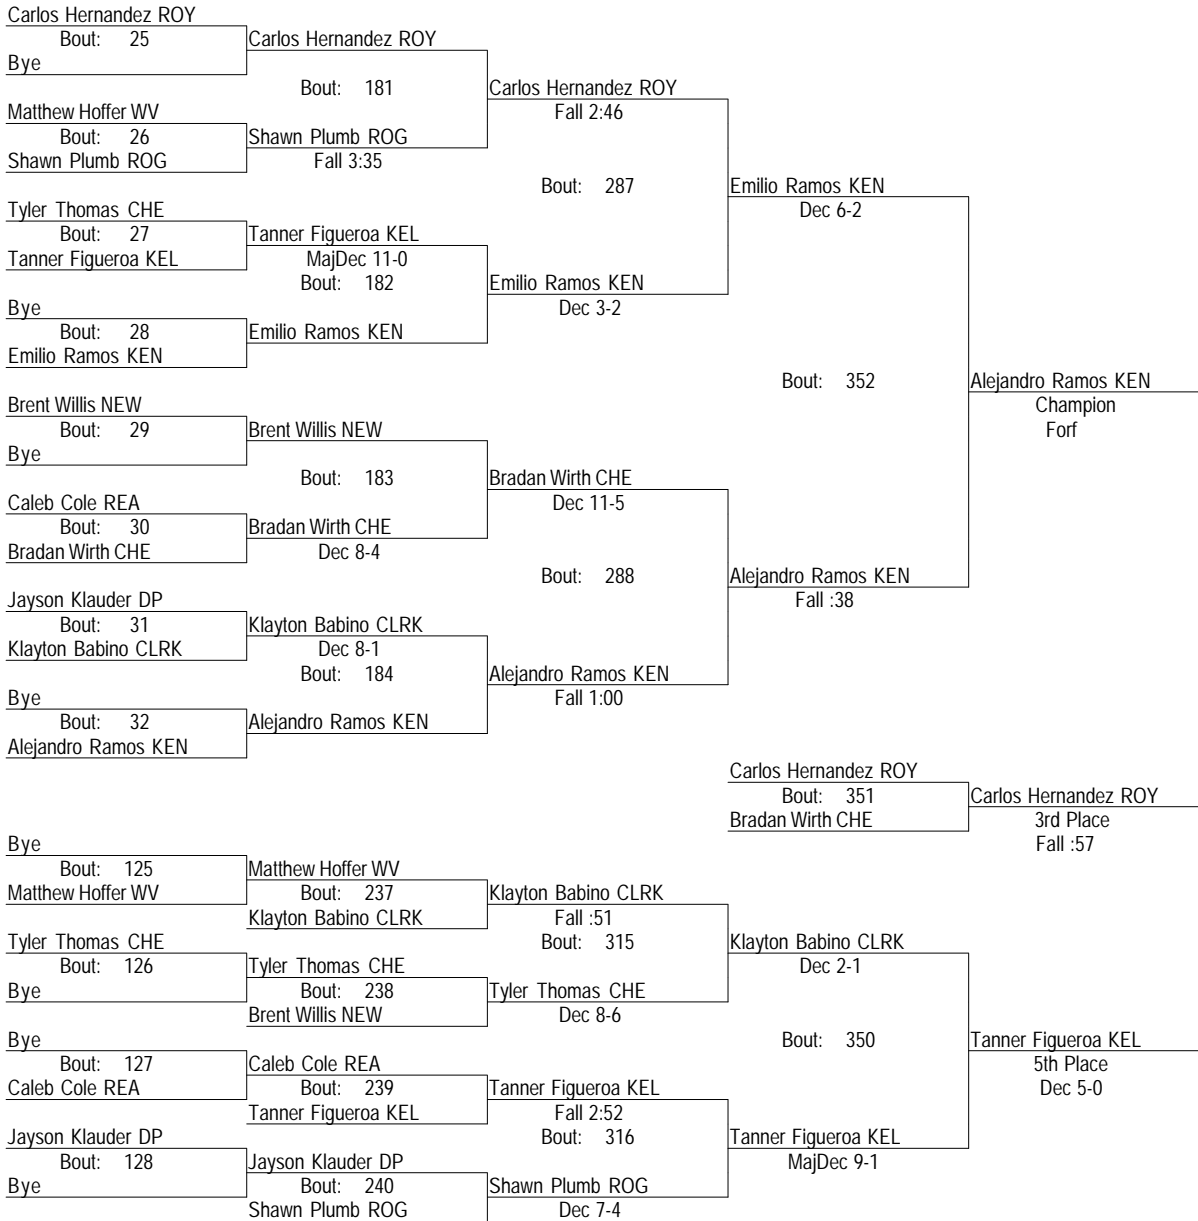 Carlos Hernandez ROY
Bout: 25
Carlos Hernandez ROY
Bye
Bout: 181
Carlos Hernandez ROY
Matthew Hoffer WV
Fall 2:46
Bout: 26
Shawn Plumb ROG
Shawn Plumb ROG
Fall 3:35
Bout: 287
Emilio Ramos KEN
Tyler Thomas CHE
Dec 6-2
Bout: 27
Tanner Figueroa KEL
Tanner Figueroa KEL
MajDec 11-0
Bout: 182
Emilio Ramos KEN
Bye
Dec 3-2
Bout: 28
Emilio Ramos KEN
Emilio Ramos KEN
Bout: 352
Alejandro Ramos KEN
Brent Willis NEW
Champion
Bout: 29
Brent Willis NEW
Forf
Bye
Bout: 183
Bradan Wirth CHE
Caleb Cole REA
Dec 11-5
Bout: 30
Bradan Wirth CHE
Bradan Wirth CHE
Dec 8-4
Bout: 288
Alejandro Ramos KEN
Jayson Klauder DP
Fall :38
Bout: 31
Klayton Babino CLRK
Klayton Babino CLRK
Dec 8-1
Bout: 184
Alejandro Ramos KEN
Bye
Fall 1:00
Bout: 32
Alejandro Ramos KEN
Alejandro Ramos KEN
Carlos Hernandez ROY
Bout: 351
Carlos Hernandez ROY
Bradan Wirth CHE
3rd Place
Fall :57
Bye
Bout: 125
Matthew Hoffer WV
Matthew Hoffer WV
Bout: 237
Klayton Babino CLRK
Klayton Babino CLRK
Fall :51
Tyler Thomas CHE
Bout: 315
Klayton Babino CLRK
Bout: 126
Tyler Thomas CHE
Dec 2-1
Bye
Bout: 238
Tyler Thomas CHE
Brent Willis NEW
Dec 8-6
Bye
Bout: 350
Tanner Figueroa KEL
Bout: 127
Caleb Cole REA
5th Place
Caleb Cole REA
Bout: 239
Tanner Figueroa KEL
Dec 5-0
Tanner Figueroa KEL
Fall 2:52
Jayson Klauder DP
Bout: 316
Tanner Figueroa KEL
Bout: 128
Jayson Klauder DP
MajDec 9-1
Bye
Bout: 240
Shawn Plumb ROG
Shawn Plumb ROG
Dec 7-4